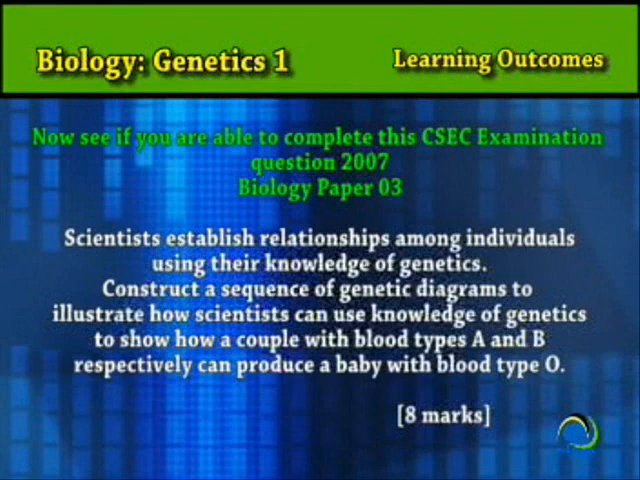 Biology: Genetics 1
Learning Outcomes
Now see if you are able to complete this CSEC Examination
question 2007
Biology Paper 03
Scientists establish relationships among individuals
using their knowledge of genetics.
Construct a sequence of genetic diagrams to
illustrate how scientists can use knowledge of genetics
to show how a couple with blood types A and B
respectively can produce a baby with blood type O.
[8 marks]